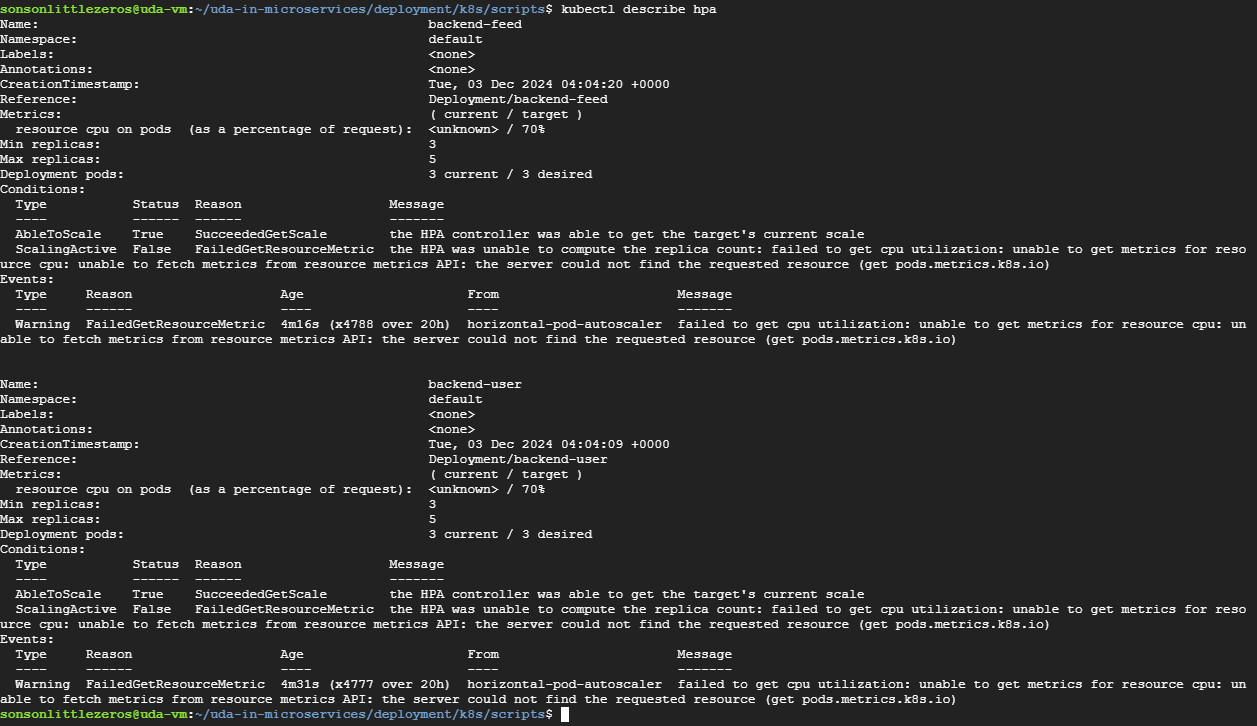 sonsonlittlezeros@uda-vm:~/uda-in-microservices/deployment/k8s/scripts$ kubectl describe hpa
Name:                                                  backend-feed
Namespace:                                             default
Labels:                                                <none>
Annotations:                                           <none>
CreationTimestamp:                                     Tue, 03 Dec 2024 04:04:20 +0000
Reference:                                             Deployment/backend-feed
Metrics:                                               ( current / target )
  resource cpu on pods  (as a percentage of request):  <unknown> / 70%
Min replicas:                                          3
Max replicas:                                          5
Deployment pods:                                       3 current / 3 desired
Conditions:
  Type           Status  Reason                   Message
  ----           ------  ------                   -------
  AbleToScale    True    SucceededGetScale        the HPA controller was able to get the target's current scale
  ScalingActive  False   FailedGetResourceMetric  the HPA was unable to compute the replica count: failed to get cpu utilization: unable to get metrics for reso
urce cpu: unable to fetch metrics from resource metrics API: the server could not find the requested resource (get pods.metrics.k8s.io)
Events:
  Type     Reason                   Age                     From                       Message
  ----     ------                   ----                    ----                       -------
  Warning  FailedGetResourceMetric  4m16s (x4788 over 20h)  horizontal-pod-autoscaler  failed to get cpu utilization: unable to get metrics for resource cpu: un
able to fetch metrics from resource metrics API: the server could not find the requested resource (get pods.metrics.k8s.io)
Name:                                                  backend-user
Namespace:                                             default
Labels:                                                <none>
Annotations:                                           <none>
CreationTimestamp:                                     Tue, 03 Dec 2024 04:04:09 +0000
Reference:                                             Deployment/backend-user
Metrics:                                               ( current / target )
  resource cpu on pods  (as a percentage of request):  <unknown> / 70%
Min replicas:                                          3
Max replicas:                                          5
Deployment pods:                                       3 current / 3 desired
Conditions:
  Type           Status  Reason                   Message
  ----           ------  ------                   -------
  AbleToScale    True    SucceededGetScale        the HPA controller was able to get the target's current scale
  ScalingActive  False   FailedGetResourceMetric  the HPA was unable to compute the replica count: failed to get cpu utilization: unable to get metrics for reso
urce cpu: unable to fetch metrics from resource metrics API: the server could not find the requested resource (get pods.metrics.k8s.io)
Events:
  Type     Reason                   Age                     From                       Message
  ----     ------                   ----                    ----                       -------
  Warning  FailedGetResourceMetric  4m31s (x4777 over 20h)  horizontal-pod-autoscaler  failed to get cpu utilization: unable to get metrics for resource cpu: un
able to fetch metrics from resource metrics API: the server could not find the requested resource (get pods.metrics.k8s.io)
sonsonlittlezeros@uda-vm:~/uda-in-microservices/deployment/k8s/scripts$